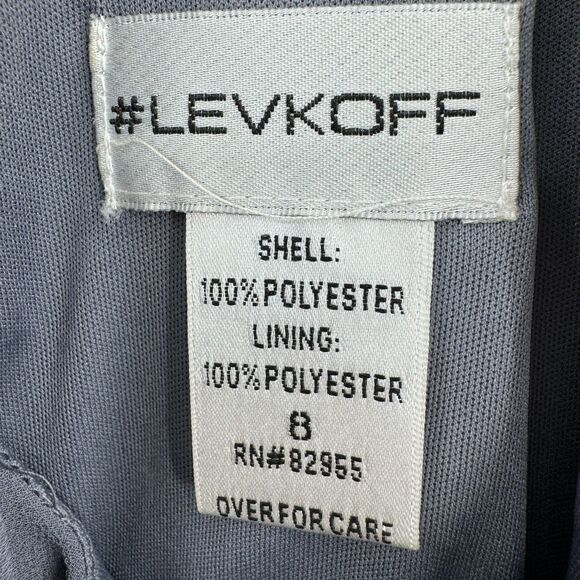 #LEVKOFF
SHELL:
100% POLYESTER
LINING:
100% POLYESTER
8
RN#82955
OVER FOR CARE